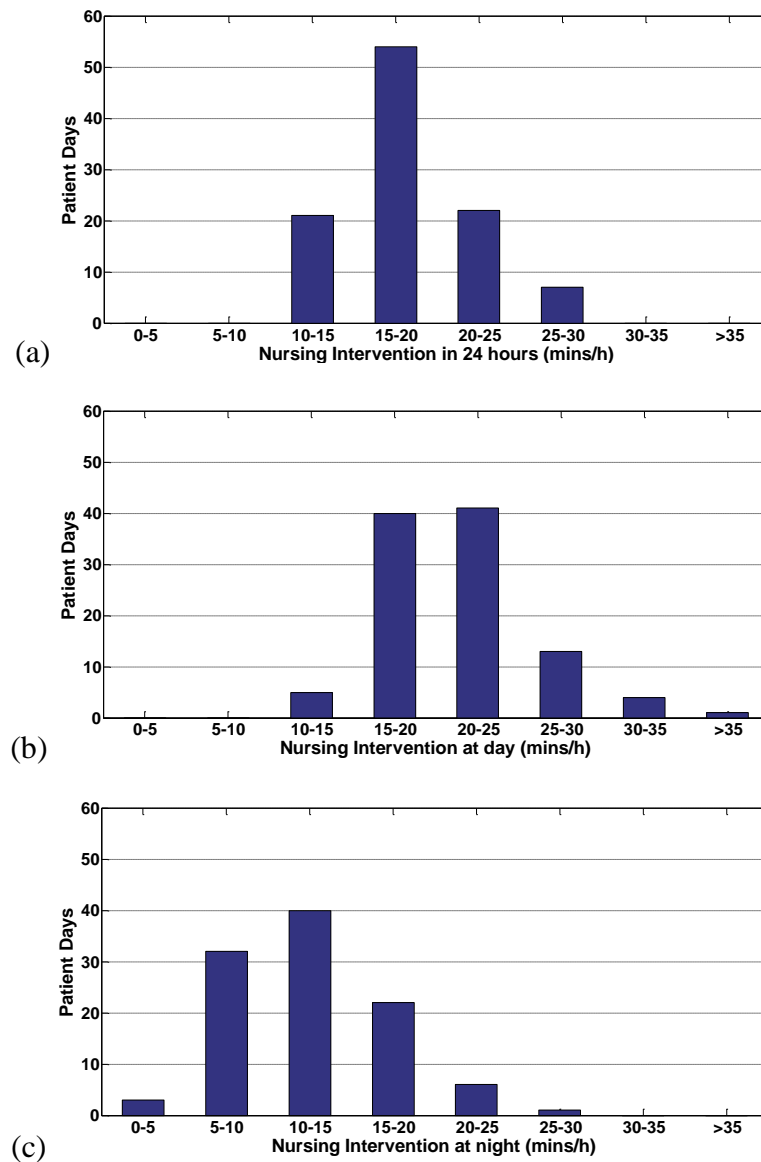 60
50
40
30
20
10
0
Patient Days
0-5 5-10 10-15 15-20 20-25 25-30 30-35 >35
Nursing Intervention in 24 hours (mins/h)
(a)
60
50
40
30
20
10
0
Patient Days
0-5 5-10 10-15 15-20 20-25 25-30 30-35 >35
Nursing Intervention at day (mins/h)
(b)
60
50
40
30
20
10
0
Patient Days
0-5 5-10 10-15 15-20 20-25 25-30 30-35 >35
Nursing Intervention at night (mins/h)
(c)